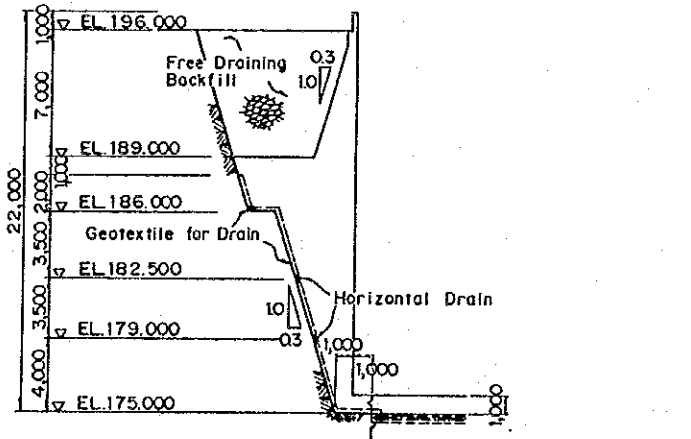 1,000
EL.196.000
Free Draining
Backfill
0.3
1.0
7,000
EL.189.000
1,000
22,000
2,000
EL.186.000
Geotextile for Drain
3,500
EL.182.500
Horizontal Drain
1.0
0.3
3,500
EL.179.000
1,000
1,000
4,000
EL.175.000
1,000